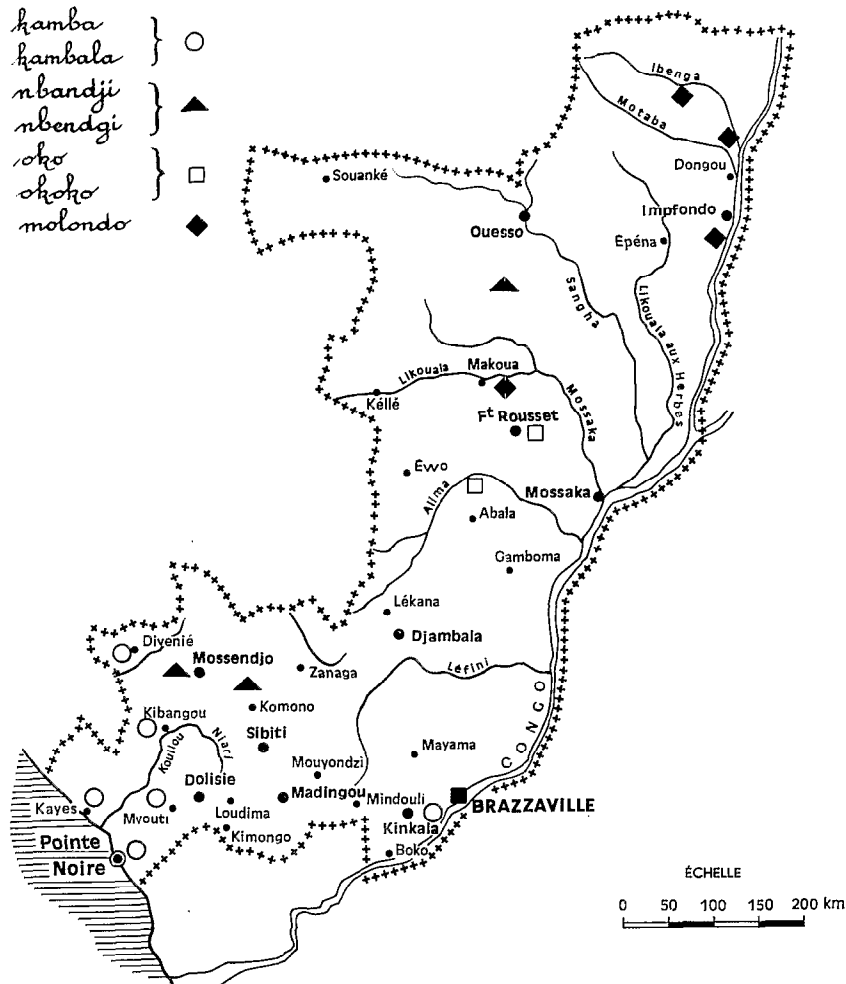 kamba
kambala
nbandji
nbendgi
oko
okoko
molondo
Ibenga
Motaba
Dongou
Souanké
Impfondo
Ouesso
Épéna
Sangha
Likouala aux Herbes
Likouala
Makoua
Mossaka
Kéllé
Fᵗ Rousset
Évvo
Alima
Mossaka
Abala
Gamboma
Lékana
Djambala
Divenié
Mossendjo
Zanaga
Léfini
Komono
Kibangou
CONGO
Sibiti
Niari
Kouilou
Mayama
Mouyondzi
Dolisie
Madingou
Mindouli
Kayes
Mvouti
Loudima
BRAZZAVILLE
Kinkala
Kimongo
Pointe
Noire
Boko
ÉCHELLE
0 50 100 150 200 km